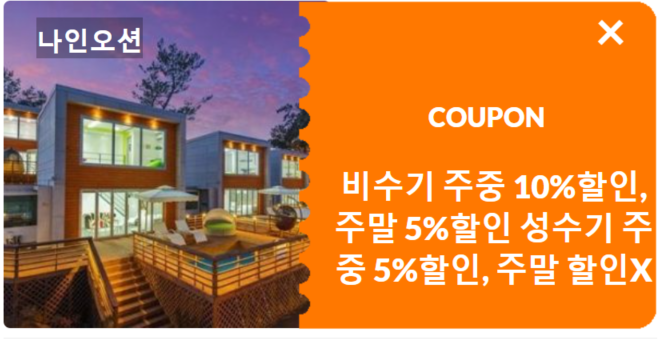 나인오션
COUPON
비수기 주중 10%할인,
주말 5%할인 성수기 주
중 5%할인, 주말 할인X